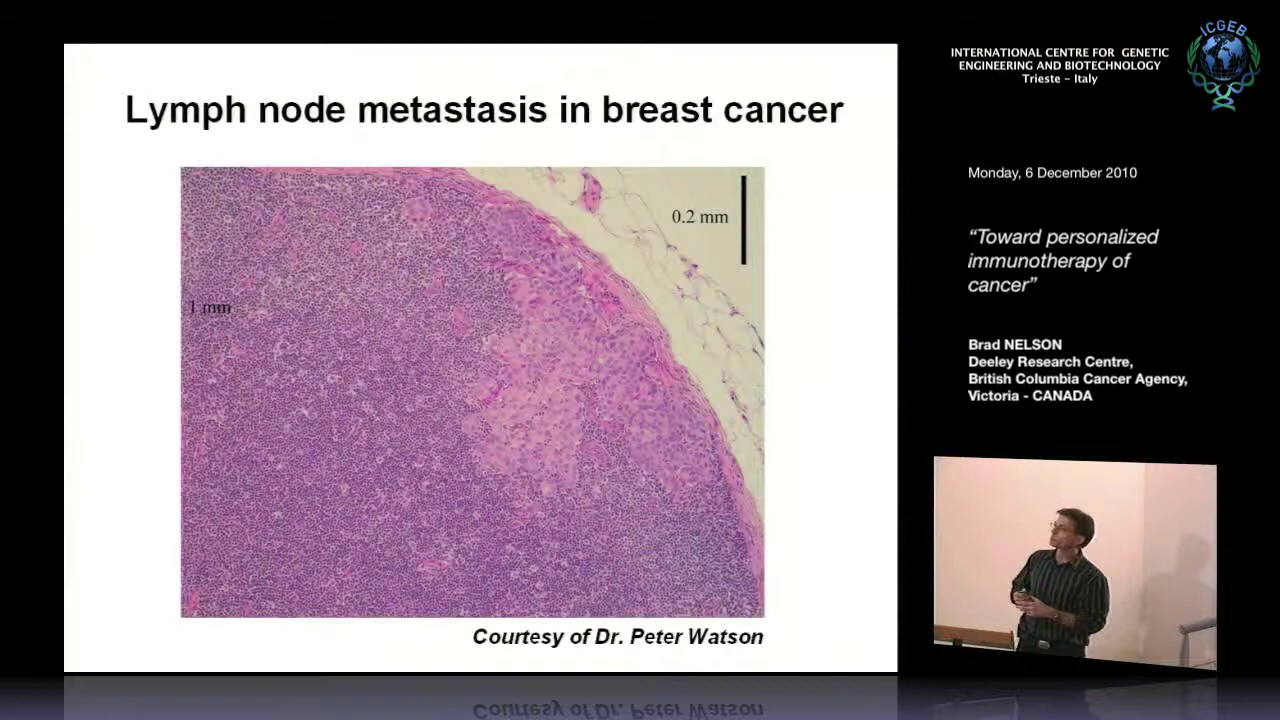 Lymph node metastasis in breast cancer
0.2 mm
1 mm
Courtesy of Dr. Peter Watson
Courtesy of Dr. Peter Watson
INTERNATIONAL CENTRE FOR GENETIC
ENGINEERING AND BIOTECHNOLOGY
Trieste - Italy
ICGEB
Monday, 6 December 2010
“Toward personalized
immunotherapy of
cancer”
Brad NELSON
Deeley Research Centre,
British Columbia Cancer Agency,
Victoria - CANADA